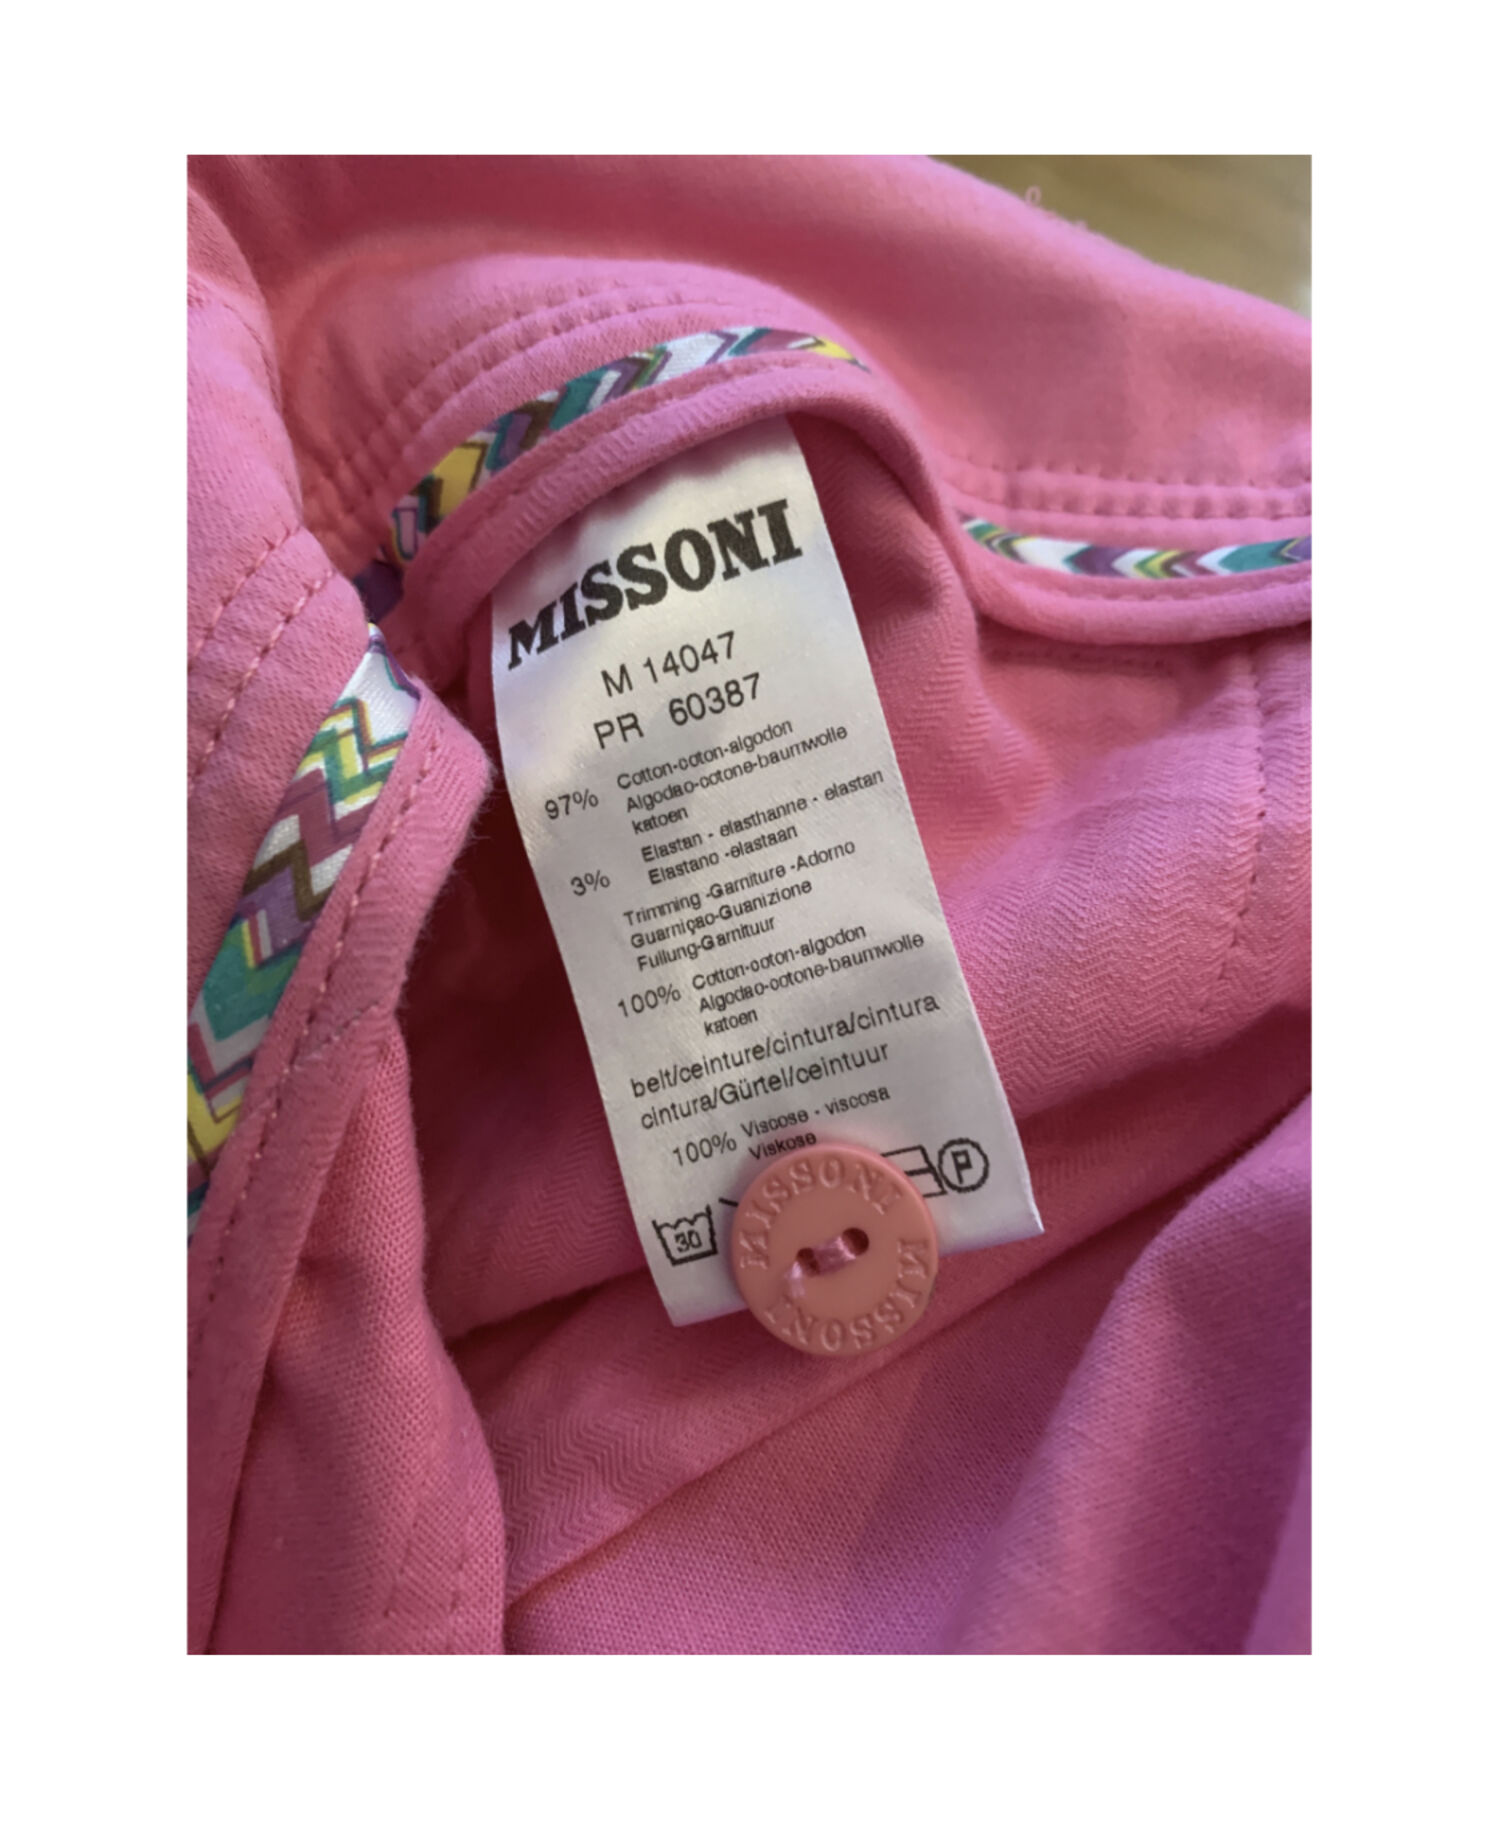 MISSONI
M 14047
PR 60387
97% Cotton-coton-algodon
Algodao-cotone-baumwolle
katoen
3% Elastan - elasthanne - elastan
Elastano -elastaan
Trimming -Garniture -Adorno
Guarniçao-Guanizione
Fullung-Garnituur
100% Cotton-coton-algodon
Algodao-cotone-baumwolle
katoen
belt/ceinture/cintura/cintura
cintura/Gürtel/ceintuur
100% Viscose - viscosa
Viskose
30
P
MISSONI
MISSONI